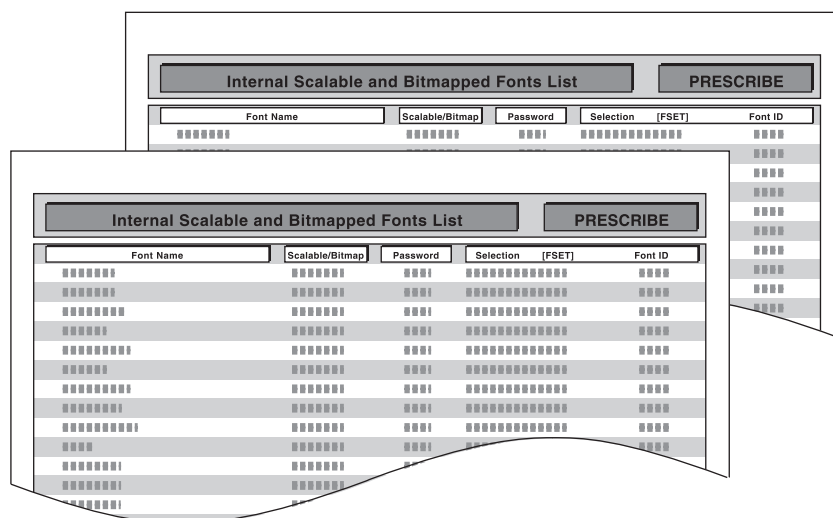 Internal Scalable and Bitmapped Fonts List PRESCRIBE
Font Name Scalable/Bitmap Password Selection [FSET] Font ID
Internal Scalable and Bitmapped Fonts List PRESCRIBE
Font Name Scalable/Bitmap Password Selection [FSET] Font ID